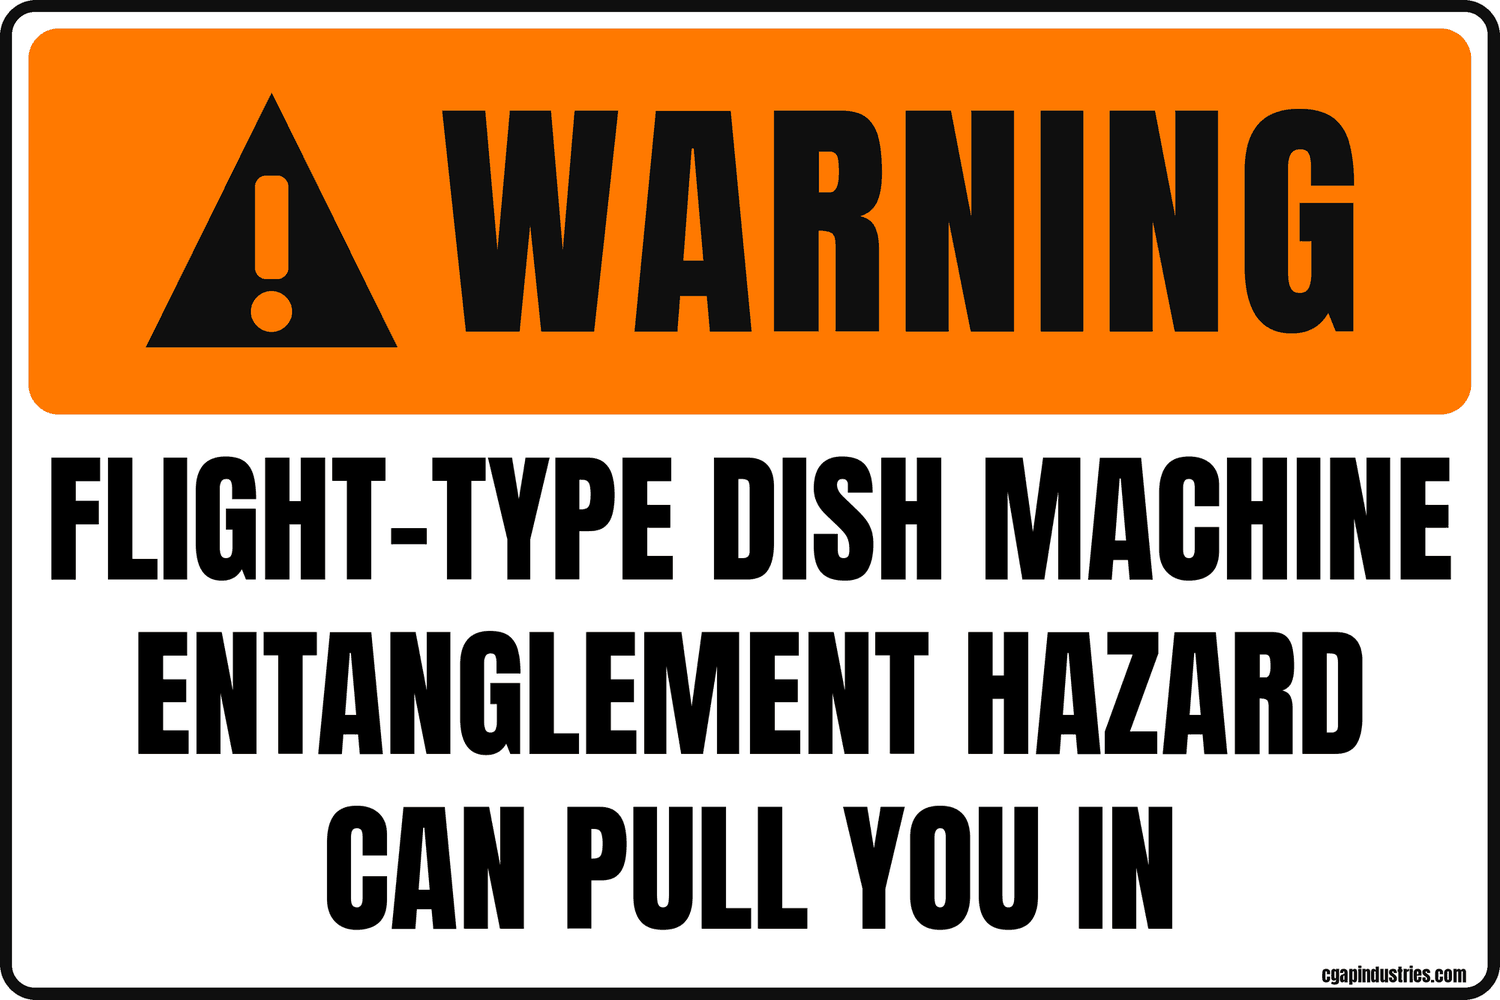 WARNING
FLIGHT-TYPE DISH MACHINE
ENTANGLEMENT HAZARD
CAN PULL YOU IN
cgapindustries.com